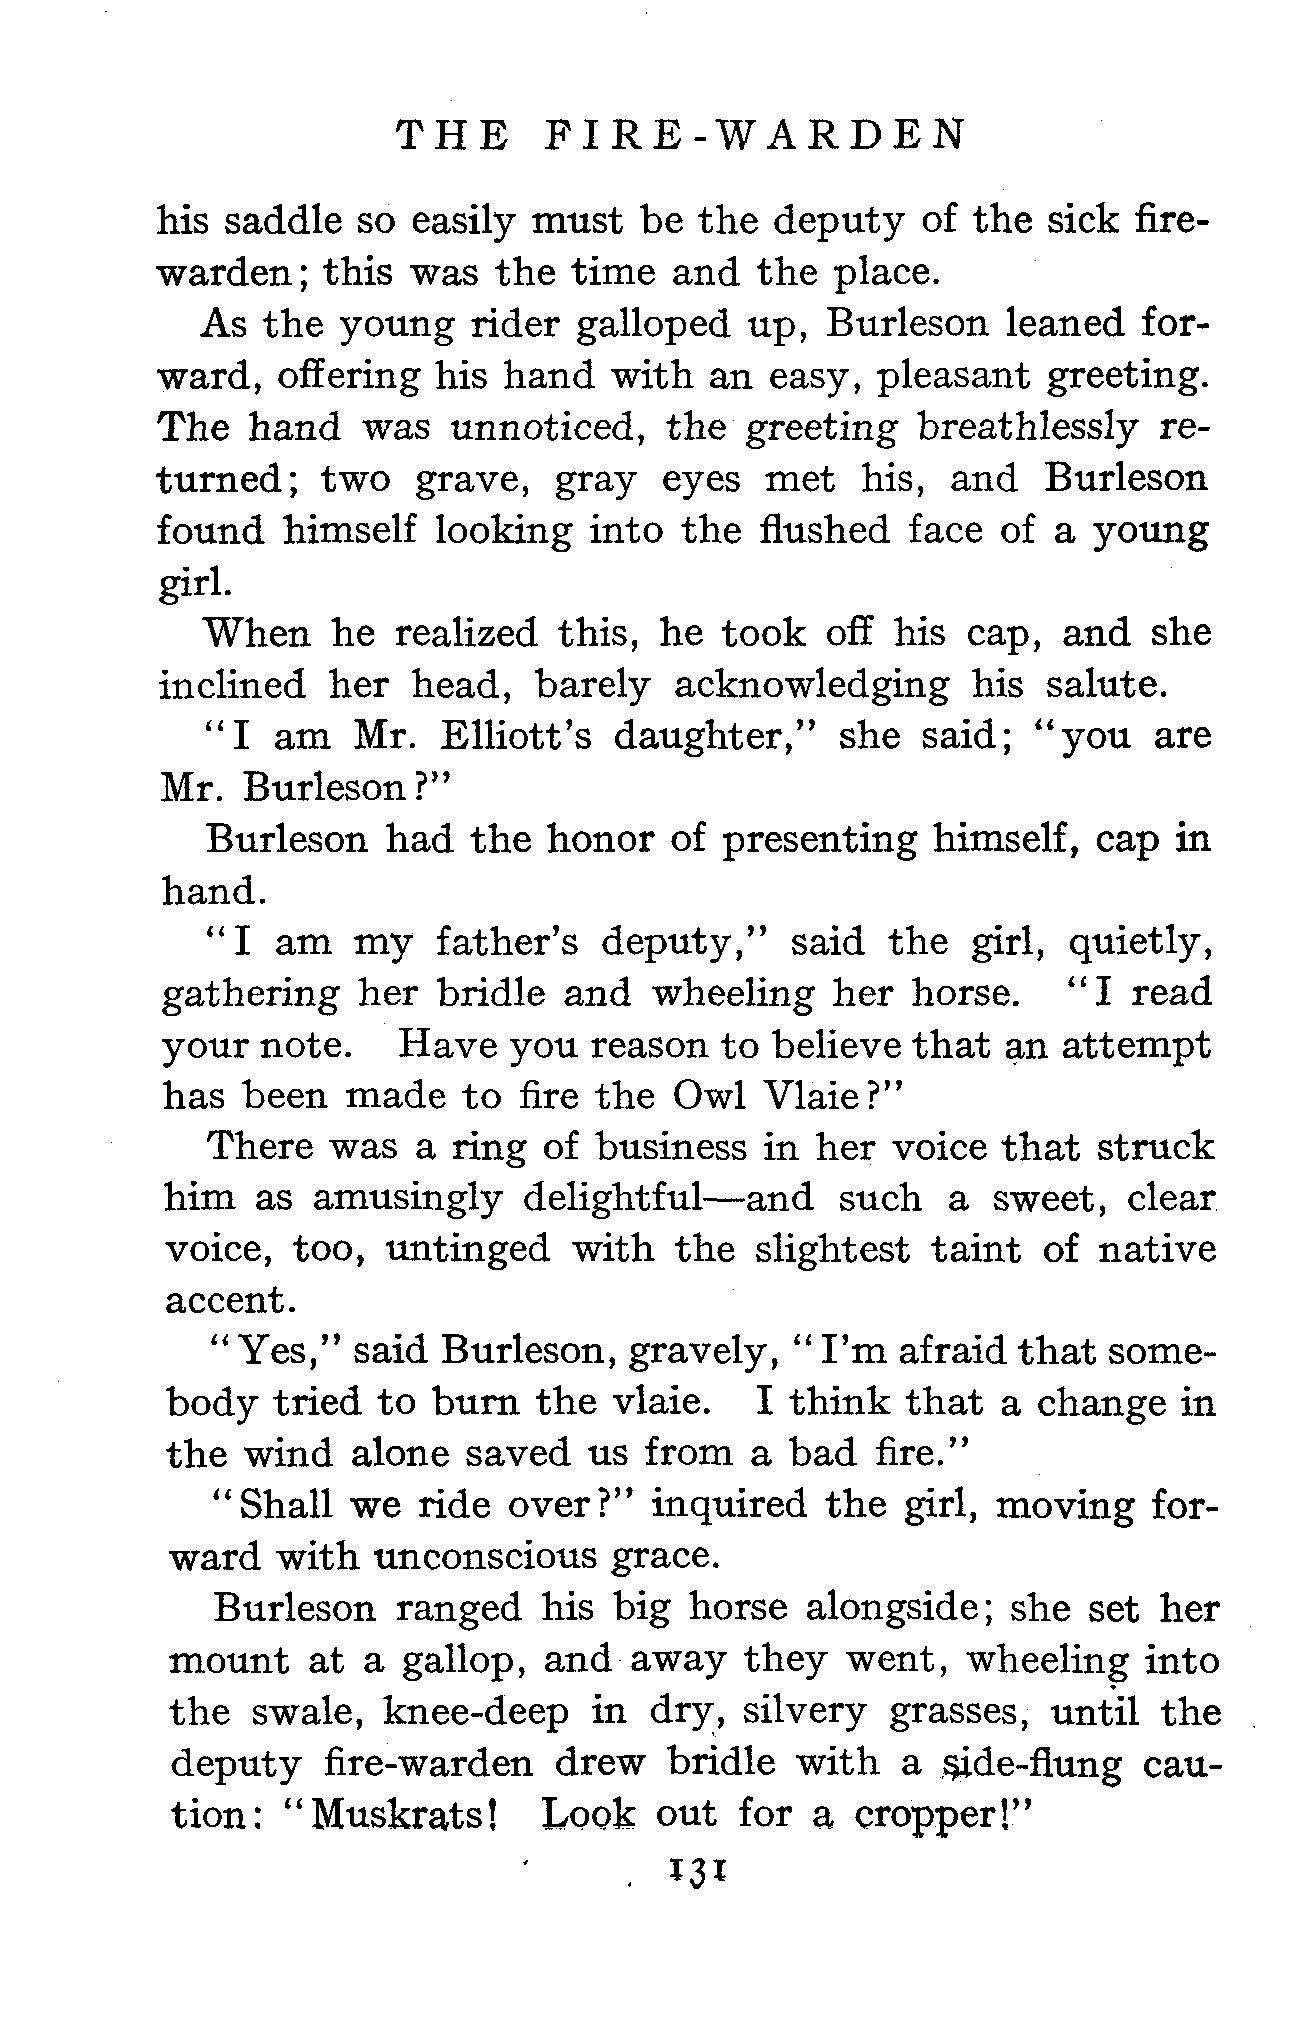 THE FIRE-WARDEN
his saddle so easily must be the deputy of the sick fire-
warden; this was the time and the place.
As the young rider galloped up, Burleson leaned for-
ward, offering his hand with an easy, pleasant greeting.
The hand was unnoticed, the greeting breathlessly re-
turned; two grave, gray eyes met his, and Burleson
found himself looking into the flushed face of a young
girl.
When he realized this, he took off his cap, and she
inclined her head, barely acknowledging his salute.
"I am Mr. Elliott's daughter," she said; "you are
Mr. Burleson?"
Burleson had the honor of presenting himself, cap in
hand.
"I am my father's deputy," said the girl, quietly,
gathering her bridle and wheeling her horse. "I read
your note. Have you reason to believe that an attempt
has been made to fire the Owl Vlaie?"
There was a ring of business in her voice that struck
him as amusingly delightful—and such a sweet, clear
voice, too, untinged with the slightest taint of native
accent.
"Yes," said Burleson, gravely, "I'm afraid that some-
body tried to burn the vlaie. I think that a change in
the wind alone saved us from a bad fire."
"Shall we ride over?" inquired the girl, moving for-
ward with unconscious grace.
Burleson ranged his big horse alongside; she set her
mount at a gallop, and away they went, wheeling into
the swale, knee-deep in dry, silvery grasses, until the
deputy fire-warden drew bridle with a side-flung cau-
tion: "Muskrats! Look out for a cropper!"
131